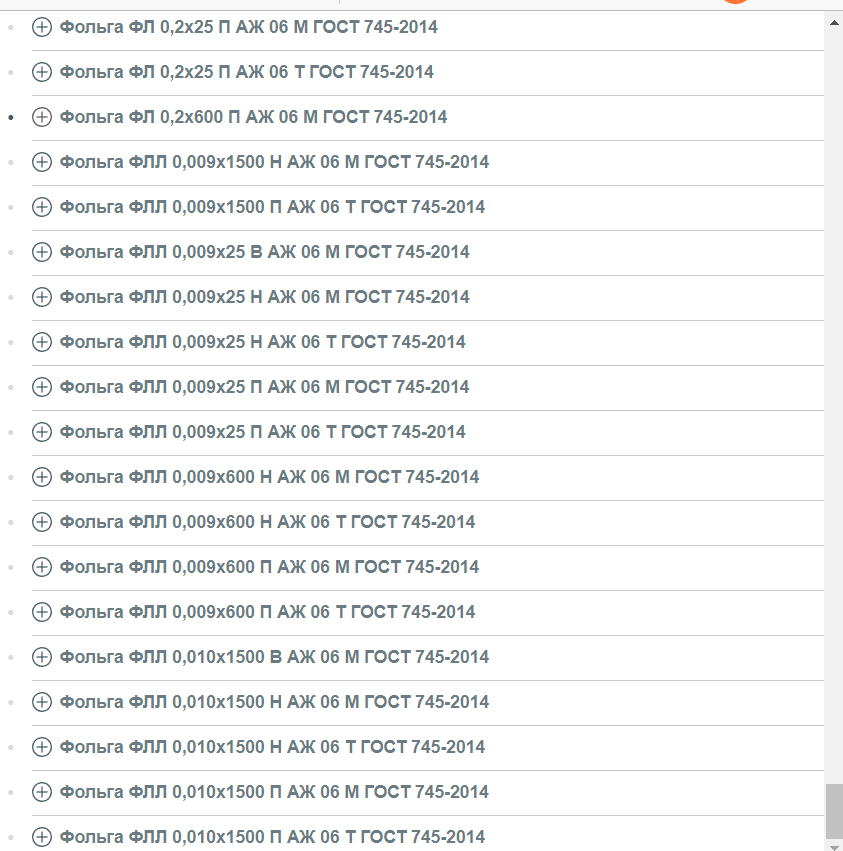 Фольга ФЛ 0,2х25 П АЖ 06 М ГОСТ 745-2014
Фольга ФЛ 0,2х25 П АЖ 06 Т ГОСТ 745-2014
Фольга ФЛ 0,2х600 П АЖ 06 М ГОСТ 745-2014
Фольга ФЛЛ 0,009х1500 Н АЖ 06 М ГОСТ 745-2014
Фольга ФЛЛ 0,009х1500 П АЖ 06 Т ГОСТ 745-2014
Фольга ФЛЛ 0,009х25 В АЖ 06 М ГОСТ 745-2014
Фольга ФЛЛ 0,009х25 Н АЖ 06 М ГОСТ 745-2014
Фольга ФЛЛ 0,009х25 Н АЖ 06 Т ГОСТ 745-2014
Фольга ФЛЛ 0,009х25 П АЖ 06 М ГОСТ 745-2014
Фольга ФЛЛ 0,009х25 П АЖ 06 Т ГОСТ 745-2014
Фольга ФЛЛ 0,009х600 Н АЖ 06 М ГОСТ 745-2014
Фольга ФЛЛ 0,009х600 Н АЖ 06 Т ГОСТ 745-2014
Фольга ФЛЛ 0,009х600 П АЖ 06 М ГОСТ 745-2014
Фольга ФЛЛ 0,009х600 П АЖ 06 Т ГОСТ 745-2014
Фольга ФЛЛ 0,010х1500 В АЖ 06 М ГОСТ 745-2014
Фольга ФЛЛ 0,010х1500 Н АЖ 06 М ГОСТ 745-2014
Фольга ФЛЛ 0,010х1500 Н АЖ 06 Т ГОСТ 745-2014
Фольга ФЛЛ 0,010х1500 П АЖ 06 М ГОСТ 745-2014
Фольга ФЛЛ 0,010х1500 П АЖ 06 Т ГОСТ 745-2014